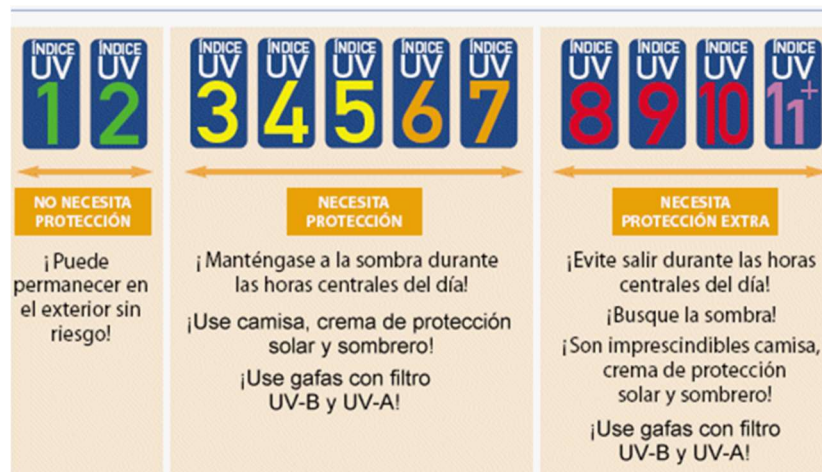 ÍNDICE
UV
1
ÍNDICE
UV
2
NO NECESITA
PROTECCIÓN
¡Puede
permanecer en
el exterior sin
riesgo!
ÍNDICE
UV
3
ÍNDICE
UV
4
ÍNDICE
UV
5
ÍNDICE
UV
6
ÍNDICE
UV
7
NECESITA
PROTECCIÓN
¡Manténgase a la sombra durante
las horas centrales del día!
¡Use camisa, crema de protección
solar y sombrero!
¡Use gafas con filtro
UV-B y UV-A!
ÍNDICE
UV
8
ÍNDICE
UV
9
ÍNDICE
UV
10
ÍNDICE
UV
11+
NECESITA
PROTECCIÓN EXTRA
¡Evite salir durante las horas
centrales del día!
¡Busque la sombra!
¡Son imprescindibles camisa,
crema de protección
solar y sombrero!
¡Use gafas con filtro
UV-B y UV-A!